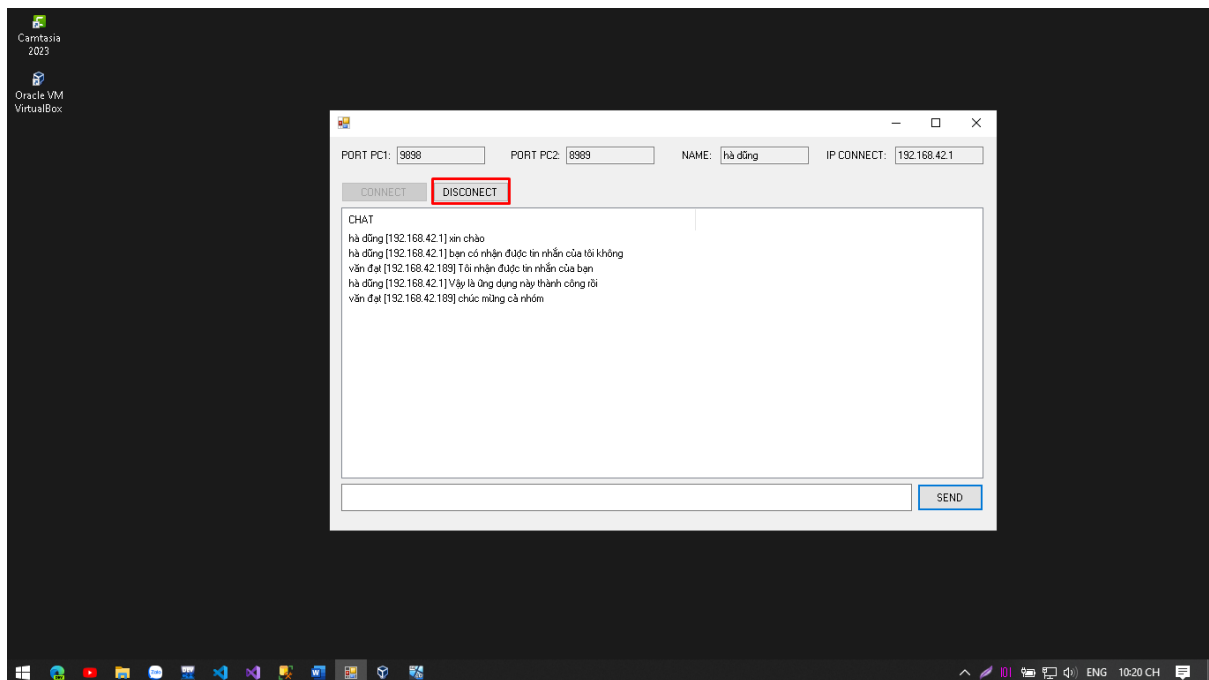 Camtasia
2023
Oracle VM
VirtualBox
PORT PC1: 9898 PORT PC2: 8989 NAME: hà dũng IP CONNECT: 192.168.42.1
CONNECT DISCONECT
CHAT
hà dũng [192.168.42.1] xin chào
hà dũng [192.168.42.1] bạn có nhận được tin nhắn của tôi không
văn đạt [192.168.42.189] Tôi nhận được tin nhắn của bạn
hà dũng [192.168.42.1] Vậy là ứng dụng này thành công rồi
văn đạt [192.168.42.189] chúc mừng cả nhóm
SEND
ENG 10:20 CH